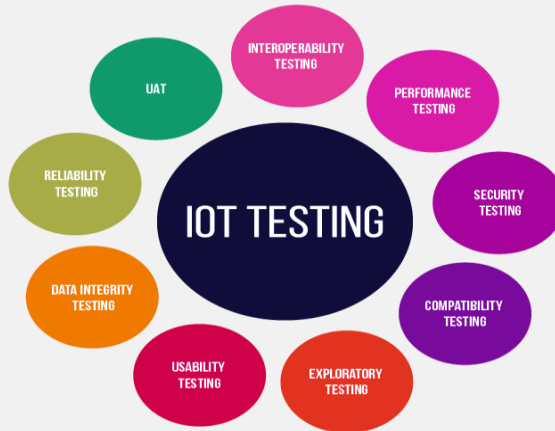 INTEROPERABILITY
TESTING
UAT
PERFORMANCE
TESTING
RELIABILITY
TESTING
IOT TESTING
SECURITY
TESTING
DATA INTEGRITY
TESTING
COMPATIBILITY
TESTING
USABILITY
TESTING
EXPLORATORY
TESTING